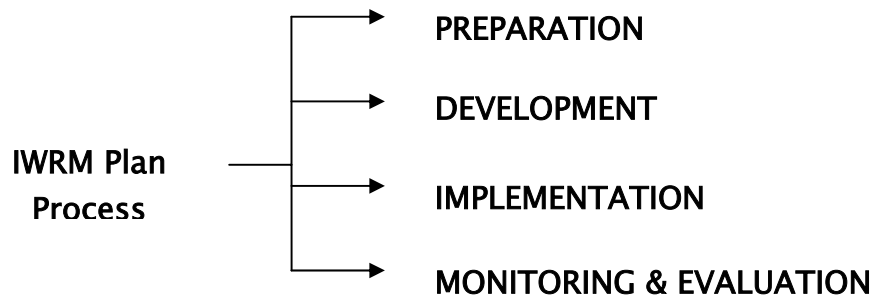 IWRM Plan
Process
PREPARATION
DEVELOPMENT
IMPLEMENTATION
MONITORING & EVALUATION